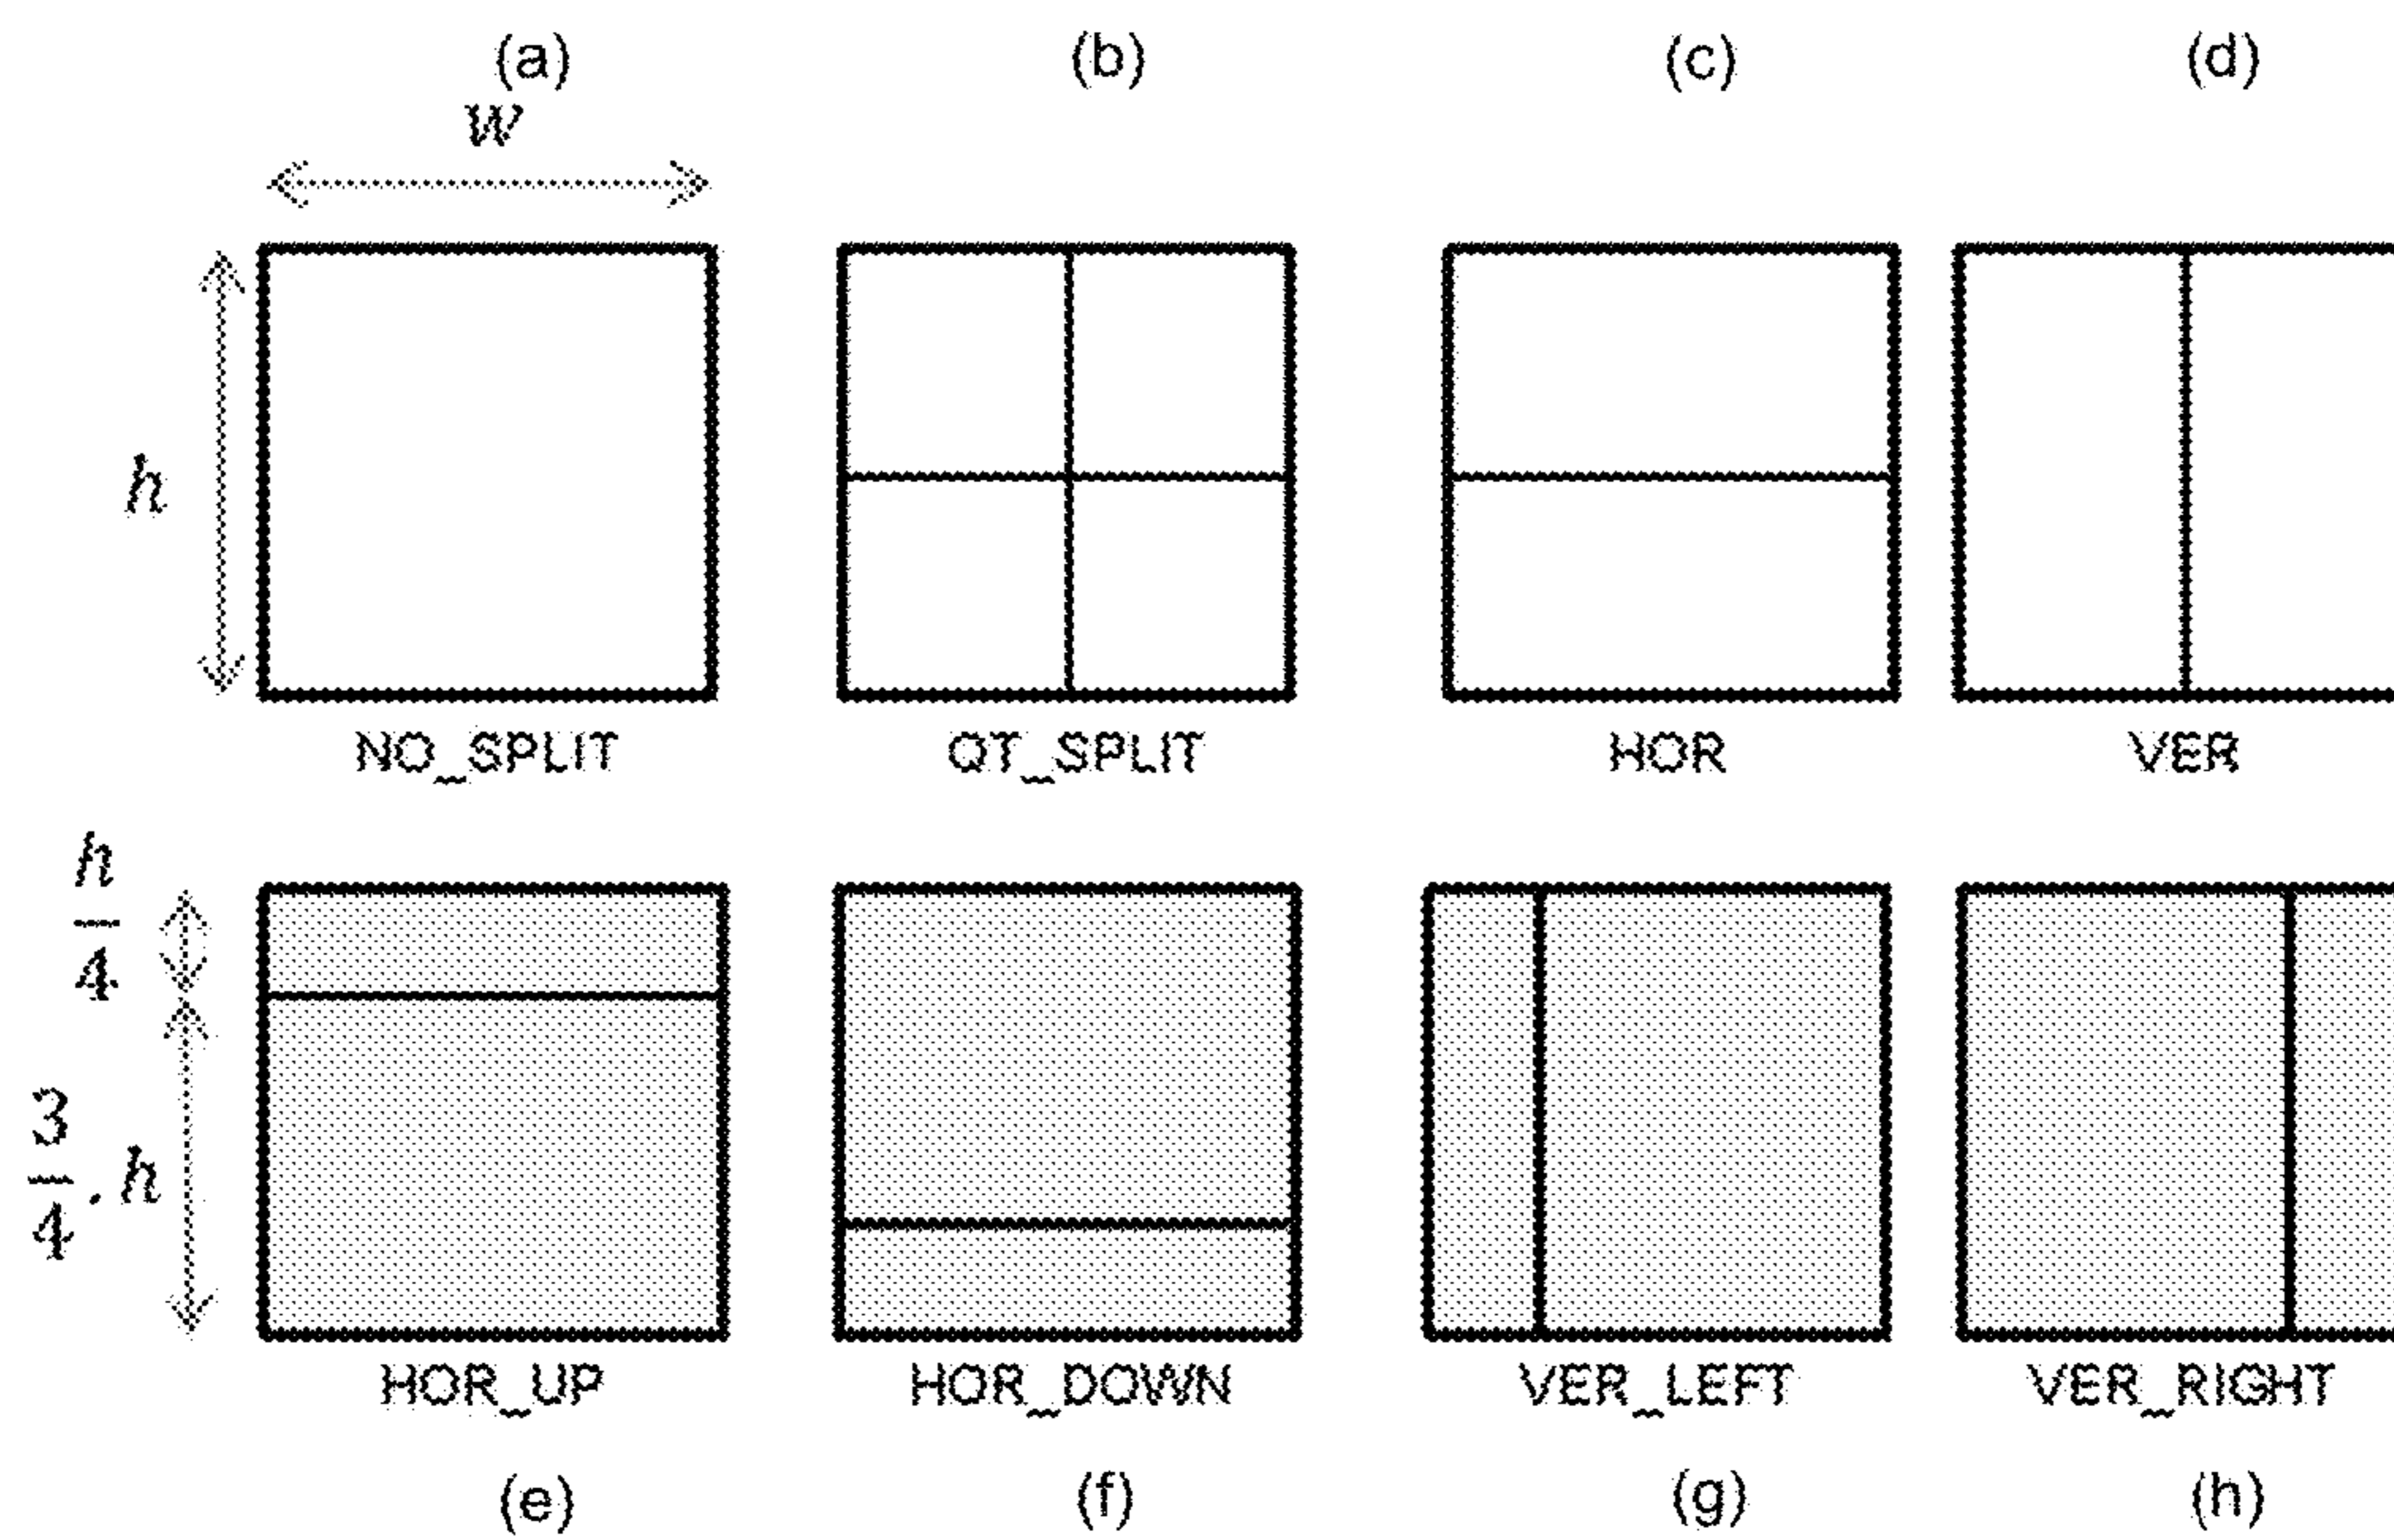 (a) (b) (c) (d)
w
h
NO_SPLIT QT_SPLIT HOR VER
h/4
3/4 . h
HOR_UP HOR_DOWN VER_LEFT VER_RIGHT
(e) (f) (g) (h)